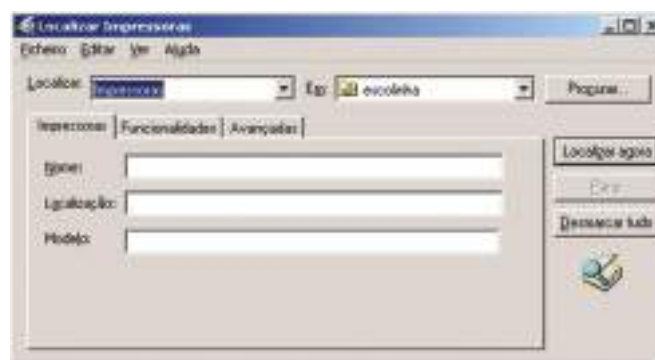 Localizar Impressoras
Ficheiro Editar Ver Ajuda
Localizar: Impressoras Em: escolinha Procurar...
Impressoras Funcionalidades Avançadas
Nome:
Localização:
Modelo:
Localizar agora
Parar
Desmarcar tudo